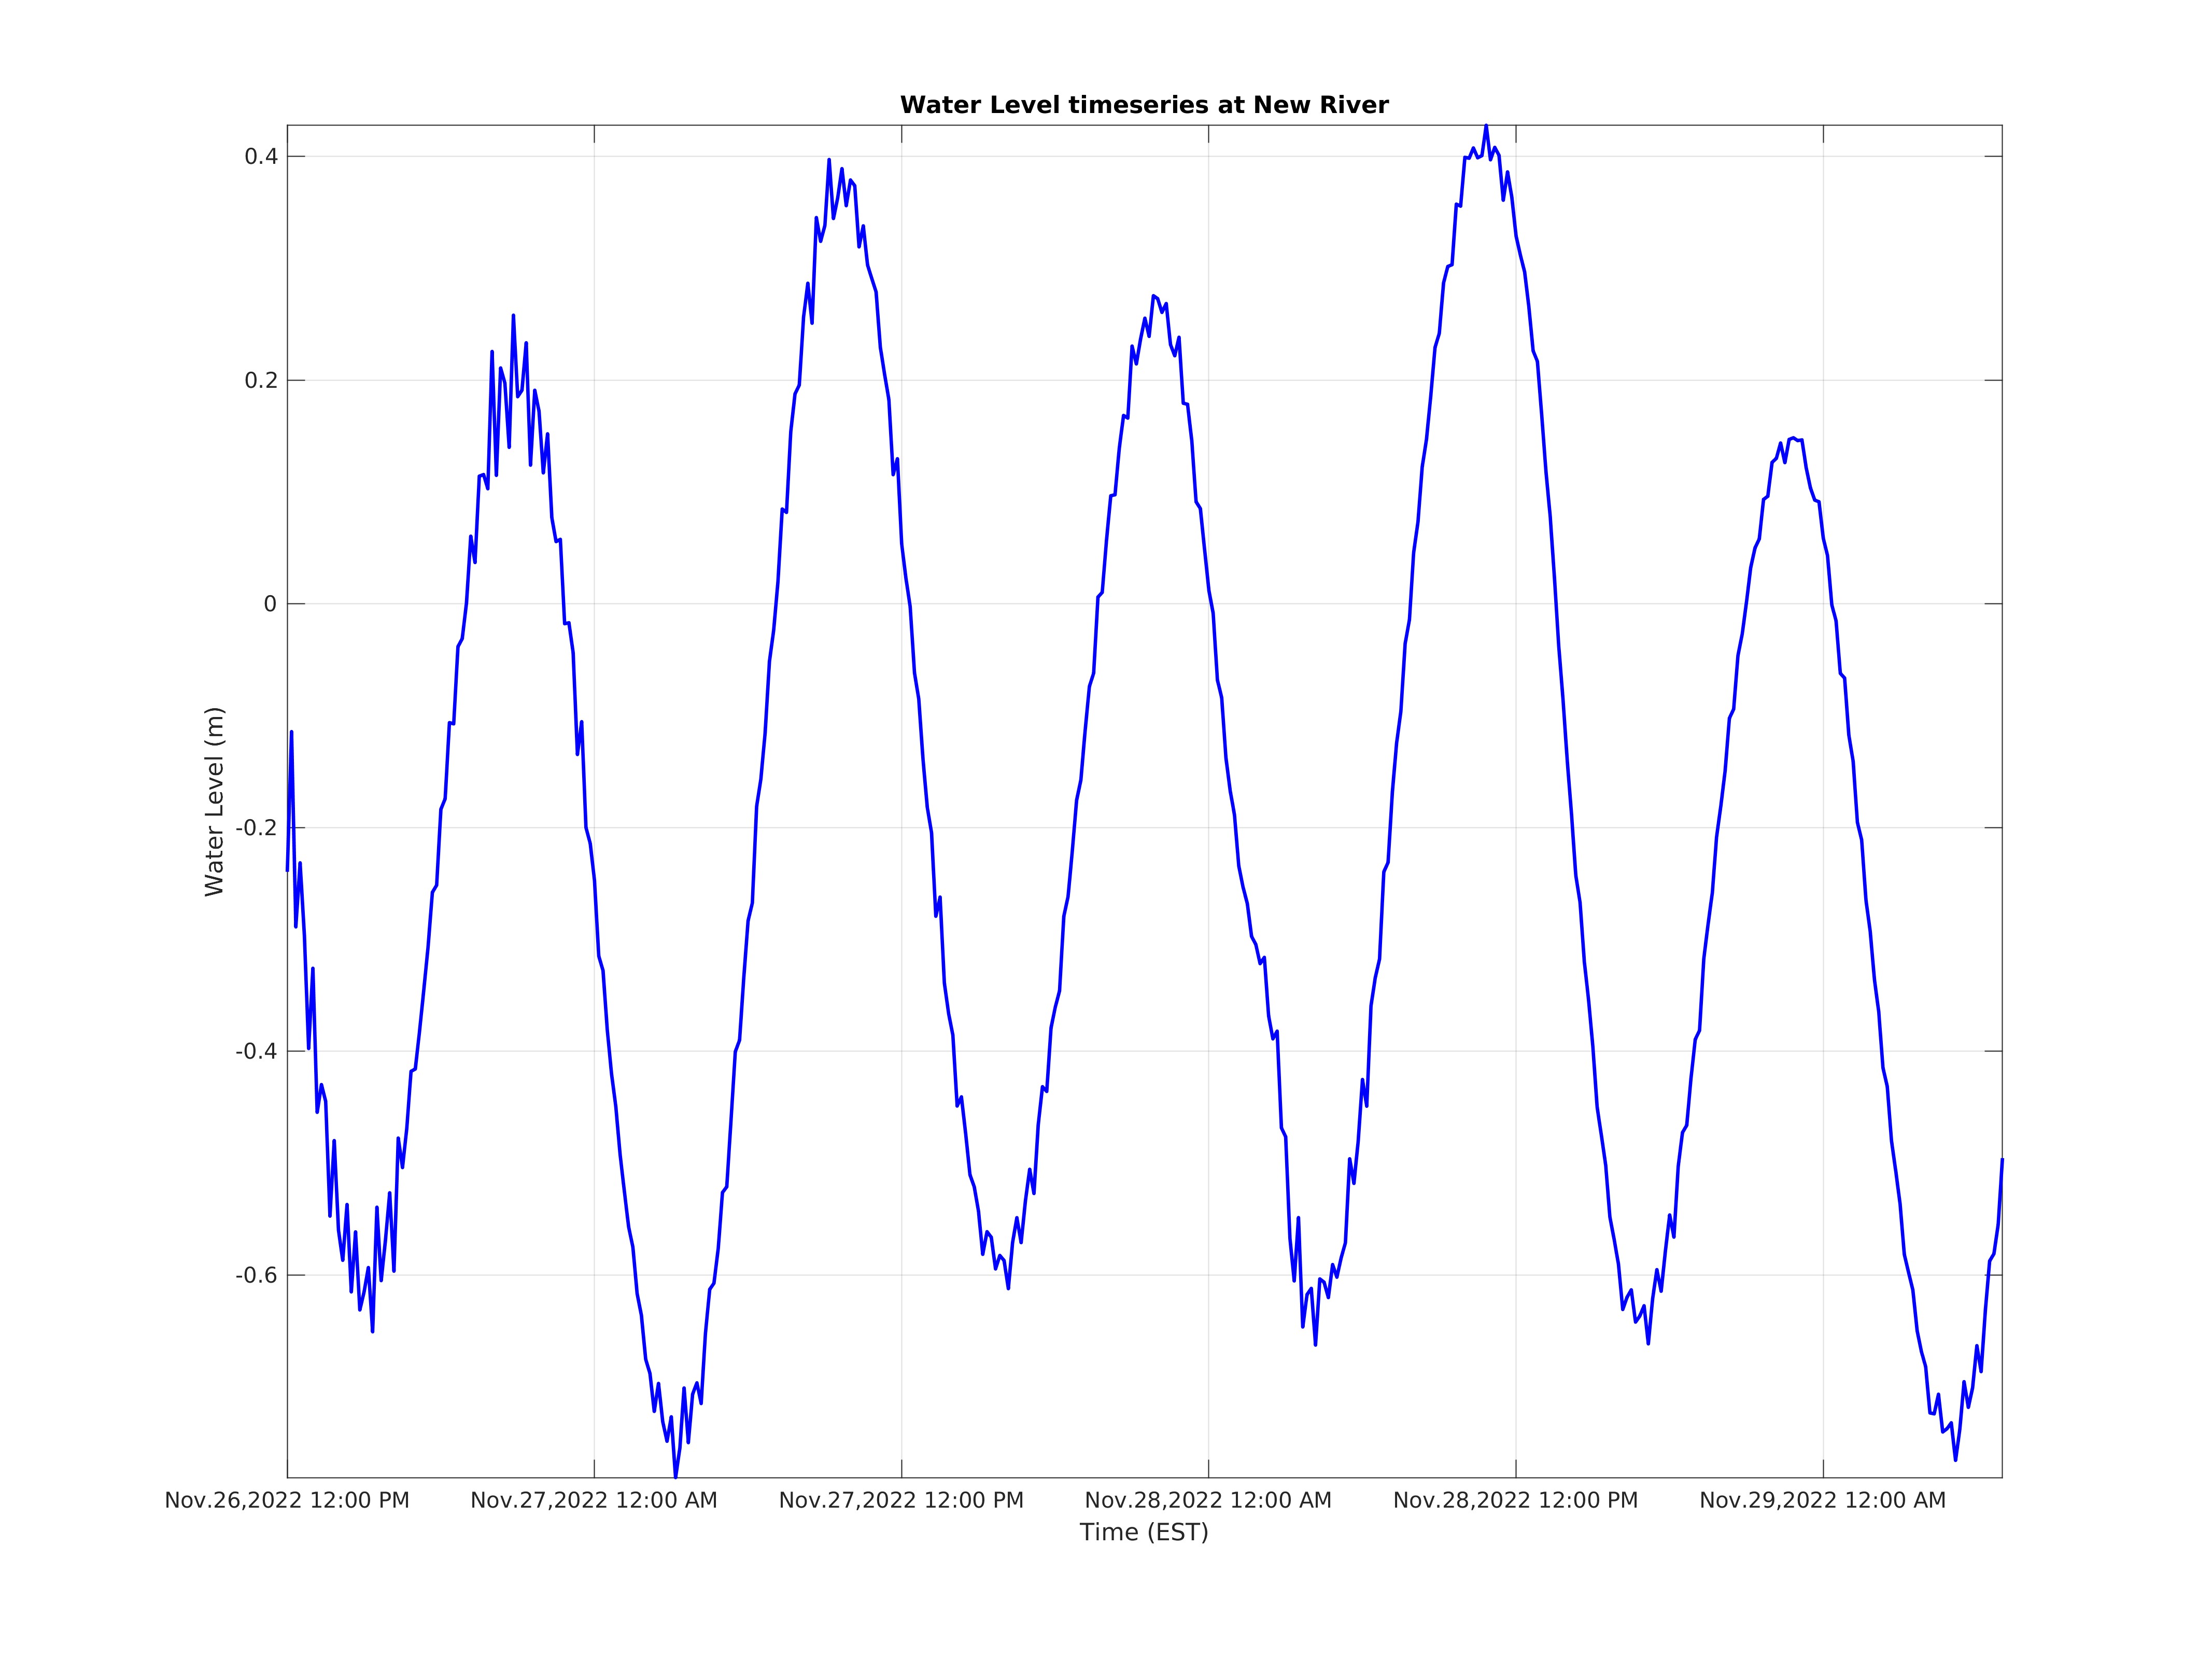 Water Level timeseries at New River
0.4
0.2
0
-0.2
-0.4
-0.6
Water Level (m)
Nov.26,2022 12:00 PM
Nov.27,2022 12:00 AM
Nov.27,2022 12:00 PM
Nov.28,2022 12:00 AM
Nov.28,2022 12:00 PM
Nov.29,2022 12:00 AM
Time (EST)